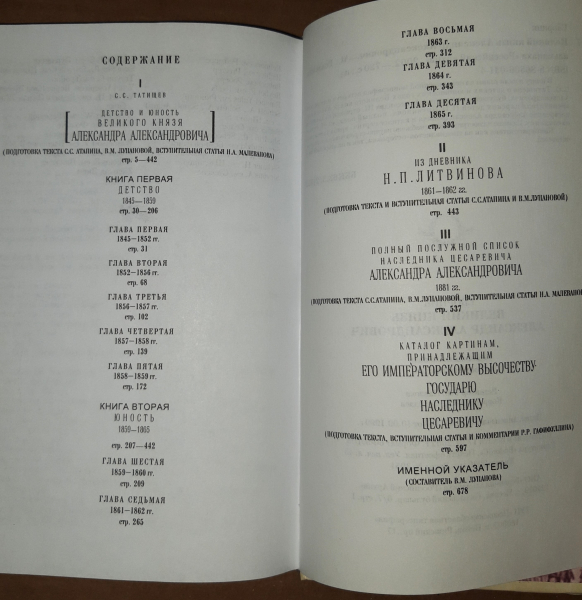 СОДЕРЖАНИЕ
I
С.С. ТАТИЩЕВ
ДЕТСТВО И ЮНОСТЬ
ВЕЛИКОГО КНЯЗЯ
[АЛЕКСАНДРА АЛЕКСАНДРОВИЧА]
(ПОДГОТОВКА ТЕКСТА С.С. АТАПИНА, В.М. ЛУПАНОВОЙ, ВСТУПИТЕЛЬНАЯ СТАТЬЯ Н.А. МАЛЕВАНОВА)
стр. 5—442
КНИГА ПЕРВАЯ
ДЕТСТВО
1845—1859
стр. 30—206
ГЛАВА ПЕРВАЯ
1845—1852 гг.
стр. 31
ГЛАВА ВТОРАЯ
1852—1856 гг.
стр. 68
ГЛАВА ТРЕТЬЯ
1856—1857 гг.
стр. 102
ГЛАВА ЧЕТВЕРТАЯ
1857—1858 гг.
стр. 139
ГЛАВА ПЯТАЯ
1858—1859 гг.
стр. 172
КНИГА ВТОРАЯ
ЮНОСТЬ
1859—1865
стр. 207—442
ГЛАВА ШЕСТАЯ
1859—1860 гг.
стр. 209
ГЛАВА СЕДЬМАЯ
1861—1862 гг.
стр. 265
ГЛАВА ВОСЬМАЯ
1863 г.
стр. 312
ГЛАВА ДЕВЯТАЯ
1864 г.
стр. 343
ГЛАВА ДЕСЯТАЯ
1865 г.
стр. 393
II
ИЗ ДНЕВНИКА
Н.П.ЛИТВИНОВА
1861—1862 гг.
(ПОДГОТОВКА ТЕКСТА И ВСТУПИТЕЛЬНАЯ СТАТЬЯ С.С.АТАПИНА И В.М.ЛУПАНОВОЙ)
стр. 443
III
ПОЛНЫЙ ПОСЛУЖНОЙ СПИСОК
НАСЛЕДНИКА ЦЕСАРЕВИЧА
АЛЕКСАНДРА АЛЕКСАНДРОВИЧА
1881 гг.
(ПОДГОТОВКА ТЕКСТА С.С.АТАПИНА, В.М.ЛУПАНОВОЙ, ВСТУПИТЕЛЬНАЯ СТАТЬЯ Н.А. МАЛЕВАНОВА)
стр. 537
IV
КАТАЛОГ КАРТИНАМ,
ПРИНАДЛЕЖАЩИМ
ЕГО ИМПЕРАТОРСКОМУ ВЫСОЧЕСТВУ
ГОСУДАРЮ
НАСЛЕДНИКУ
ЦЕСАРЕВИЧУ
(ПОДГОТОВКА ТЕКСТА, ВСТУПИТЕЛЬНАЯ СТАТЬЯ И КОММЕНТАРИИ Р.Р. ГАФИФУЛЛИНА)
стр. 597
ИМЕННОЙ УКАЗАТЕЛЬ
(СОСТАВИТЕЛЬ В.М. ЛУПАНОВА)
стр. 678